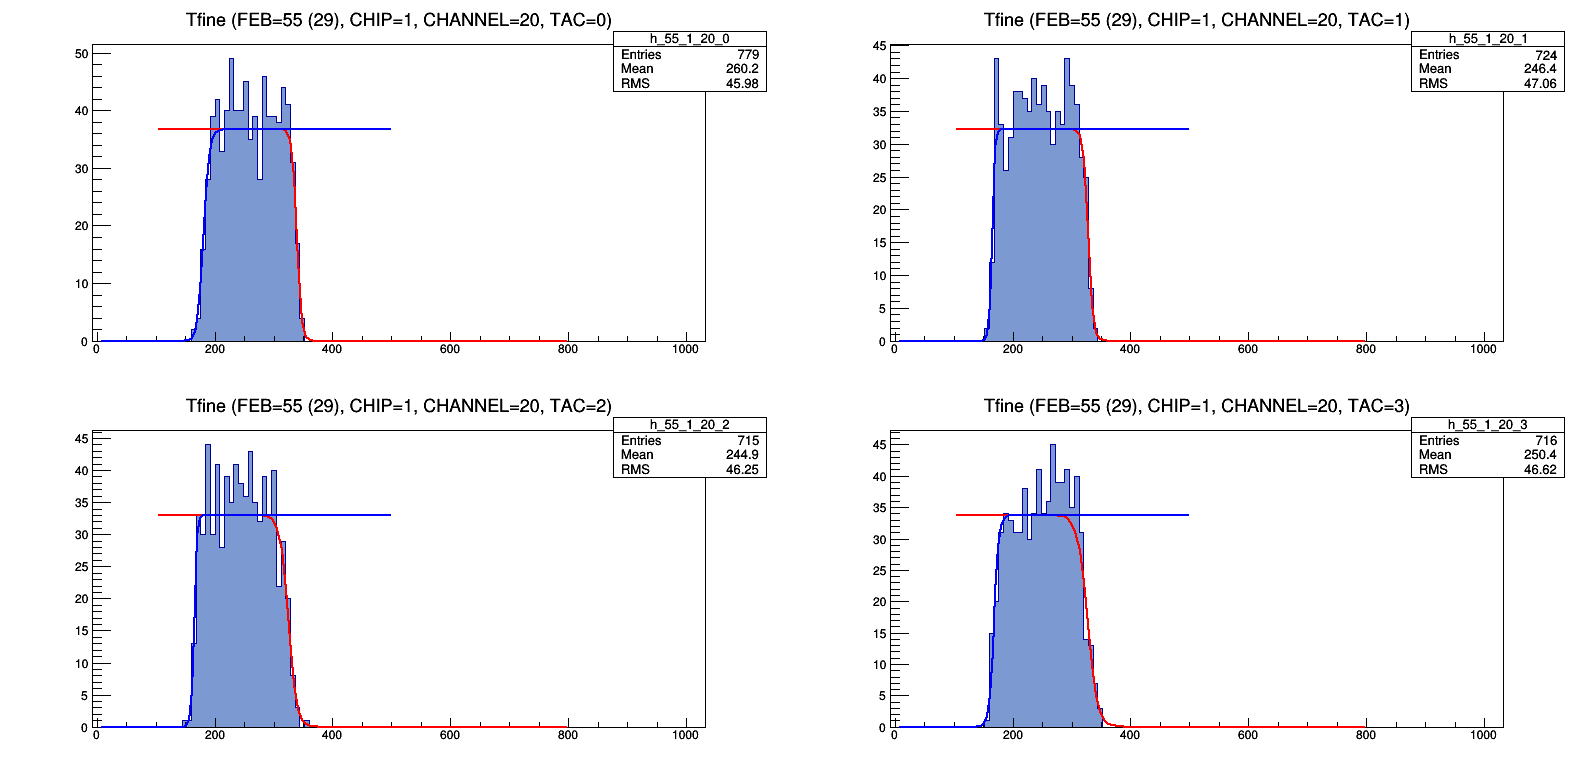 Tfine (FEB=55 (29), CHIP=1, CHANNEL=20, TAC=0)
h_55_1_20_0
Entries 779
Mean 260.2
RMS 45.98
50
40
30
20
10
0
0 200 400 600 800 1000
Tfine (FEB=55 (29), CHIP=1, CHANNEL=20, TAC=1)
h_55_1_20_1
Entries 724
Mean 246.4
RMS 47.06
45
40
35
30
25
20
15
10
5
0
0 200 400 600 800 1000
Tfine (FEB=55 (29), CHIP=1, CHANNEL=20, TAC=2)
h_55_1_20_2
Entries 715
Mean 244.9
RMS 46.25
45
40
35
30
25
20
15
10
5
0
0 200 400 600 800 1000
Tfine (FEB=55 (29), CHIP=1, CHANNEL=20, TAC=3)
h_55_1_20_3
Entries 716
Mean 250.4
RMS 46.62
45
40
35
30
25
20
15
10
5
0
0 200 400 600 800 1000